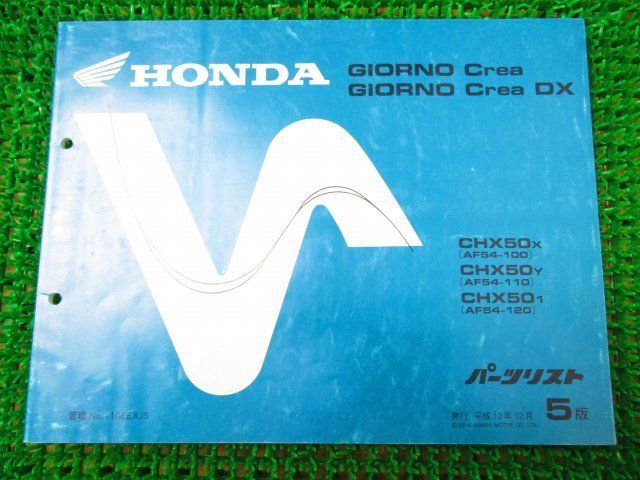 HONDA
GIORNO Crea
GIORNO Crea DX
CHX50X
(AF54-100)
CHX50Y
(AF54-110)
CHX501
(AF54-120)
パーツリスト
管理 No. 11GEEXJ5
発行 平成12年12月 5版
© 2000 HONDA MOTOR CO., LTD.